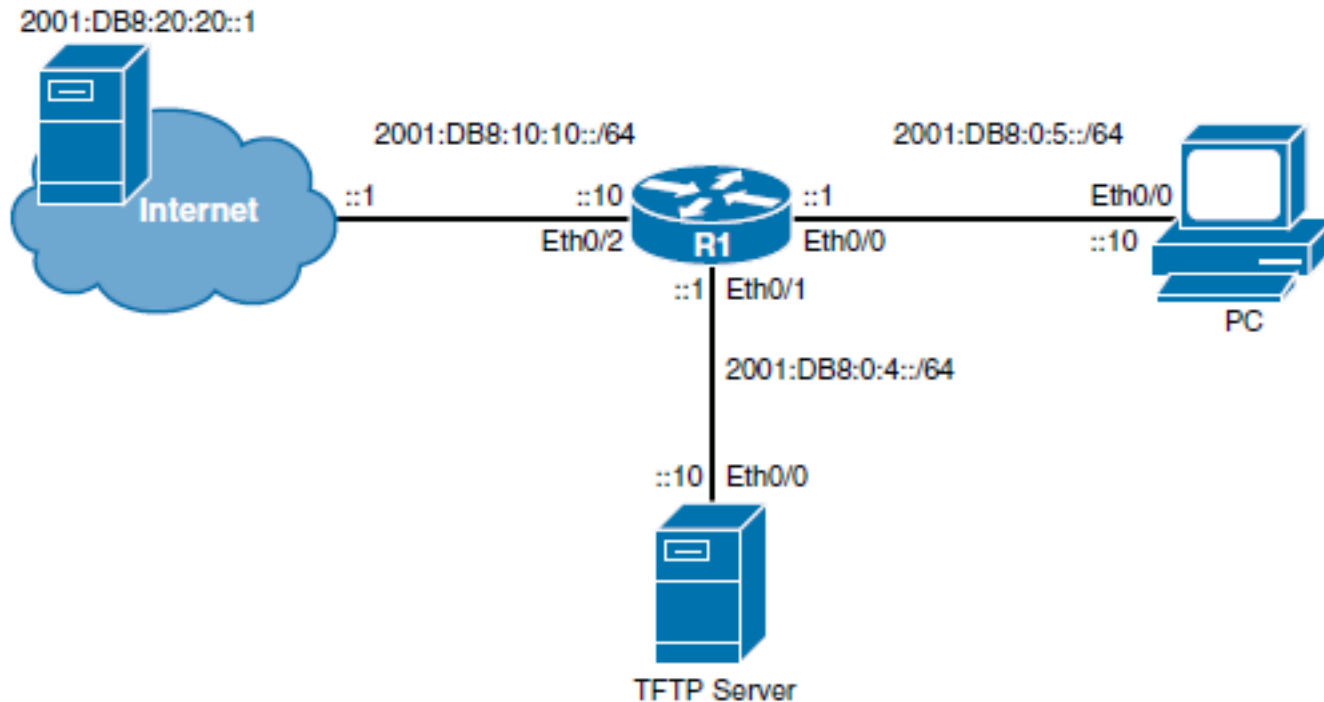 2001:DB8:20:20::1
2001:DB8:10:10::/64
2001:DB8:0:5::/64
Internet
::1
::10
::1
Eth0/0
Eth0/2
R1
Eth0/0
::10
::1
Eth0/1
PC
2001:DB8:0:4::/64
::10
Eth0/0
TFTP Server